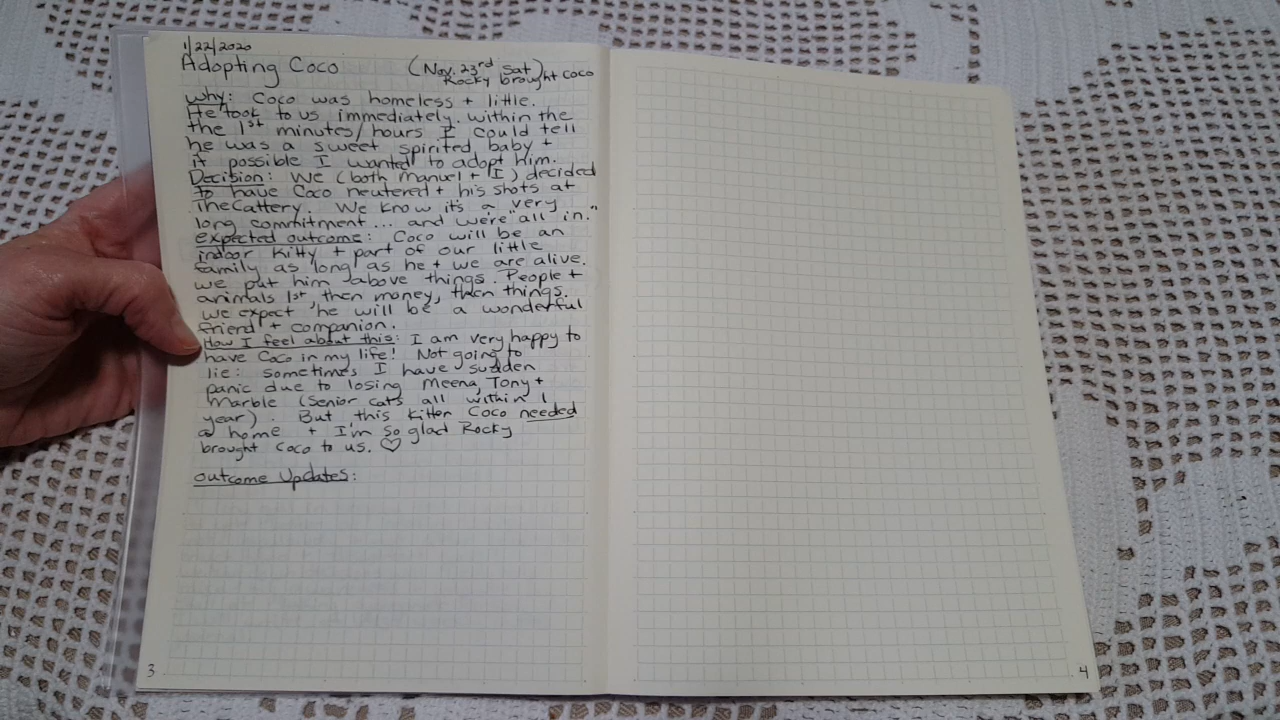 1/22/2020
Adopting Coco (Nov. 23rd Sat)
Rocky brought coco
why: Coco was homeless + little.
He took to us immediately. within the
the 1st minutes/hours I could tell
he was a sweet spirited baby +
if possible I wanted to adopt him.
Decision: We (both Manuel + I) decided
to have Coco neutered + his shots at
The Cattery. We know it's a very
long commitment... and we're "all in."
expected outcome: Coco will be an
indoor kitty + part of our little
family as long as he + we are alive.
we put him above things. People +
animals 1st, then money, then things.
we expect he will be a wonderful
friend + companion.
How I feel about this: I am very happy to
have Coco in my life! Not going to
lie: sometimes I have sudden
panic due to losing Meena, Tony +
Marble (Senior cats all within 1
year). But this kitten Coco needed
a home + I'm so glad Rocky
brought Coco to us. ♡
outcome updates:
3
4